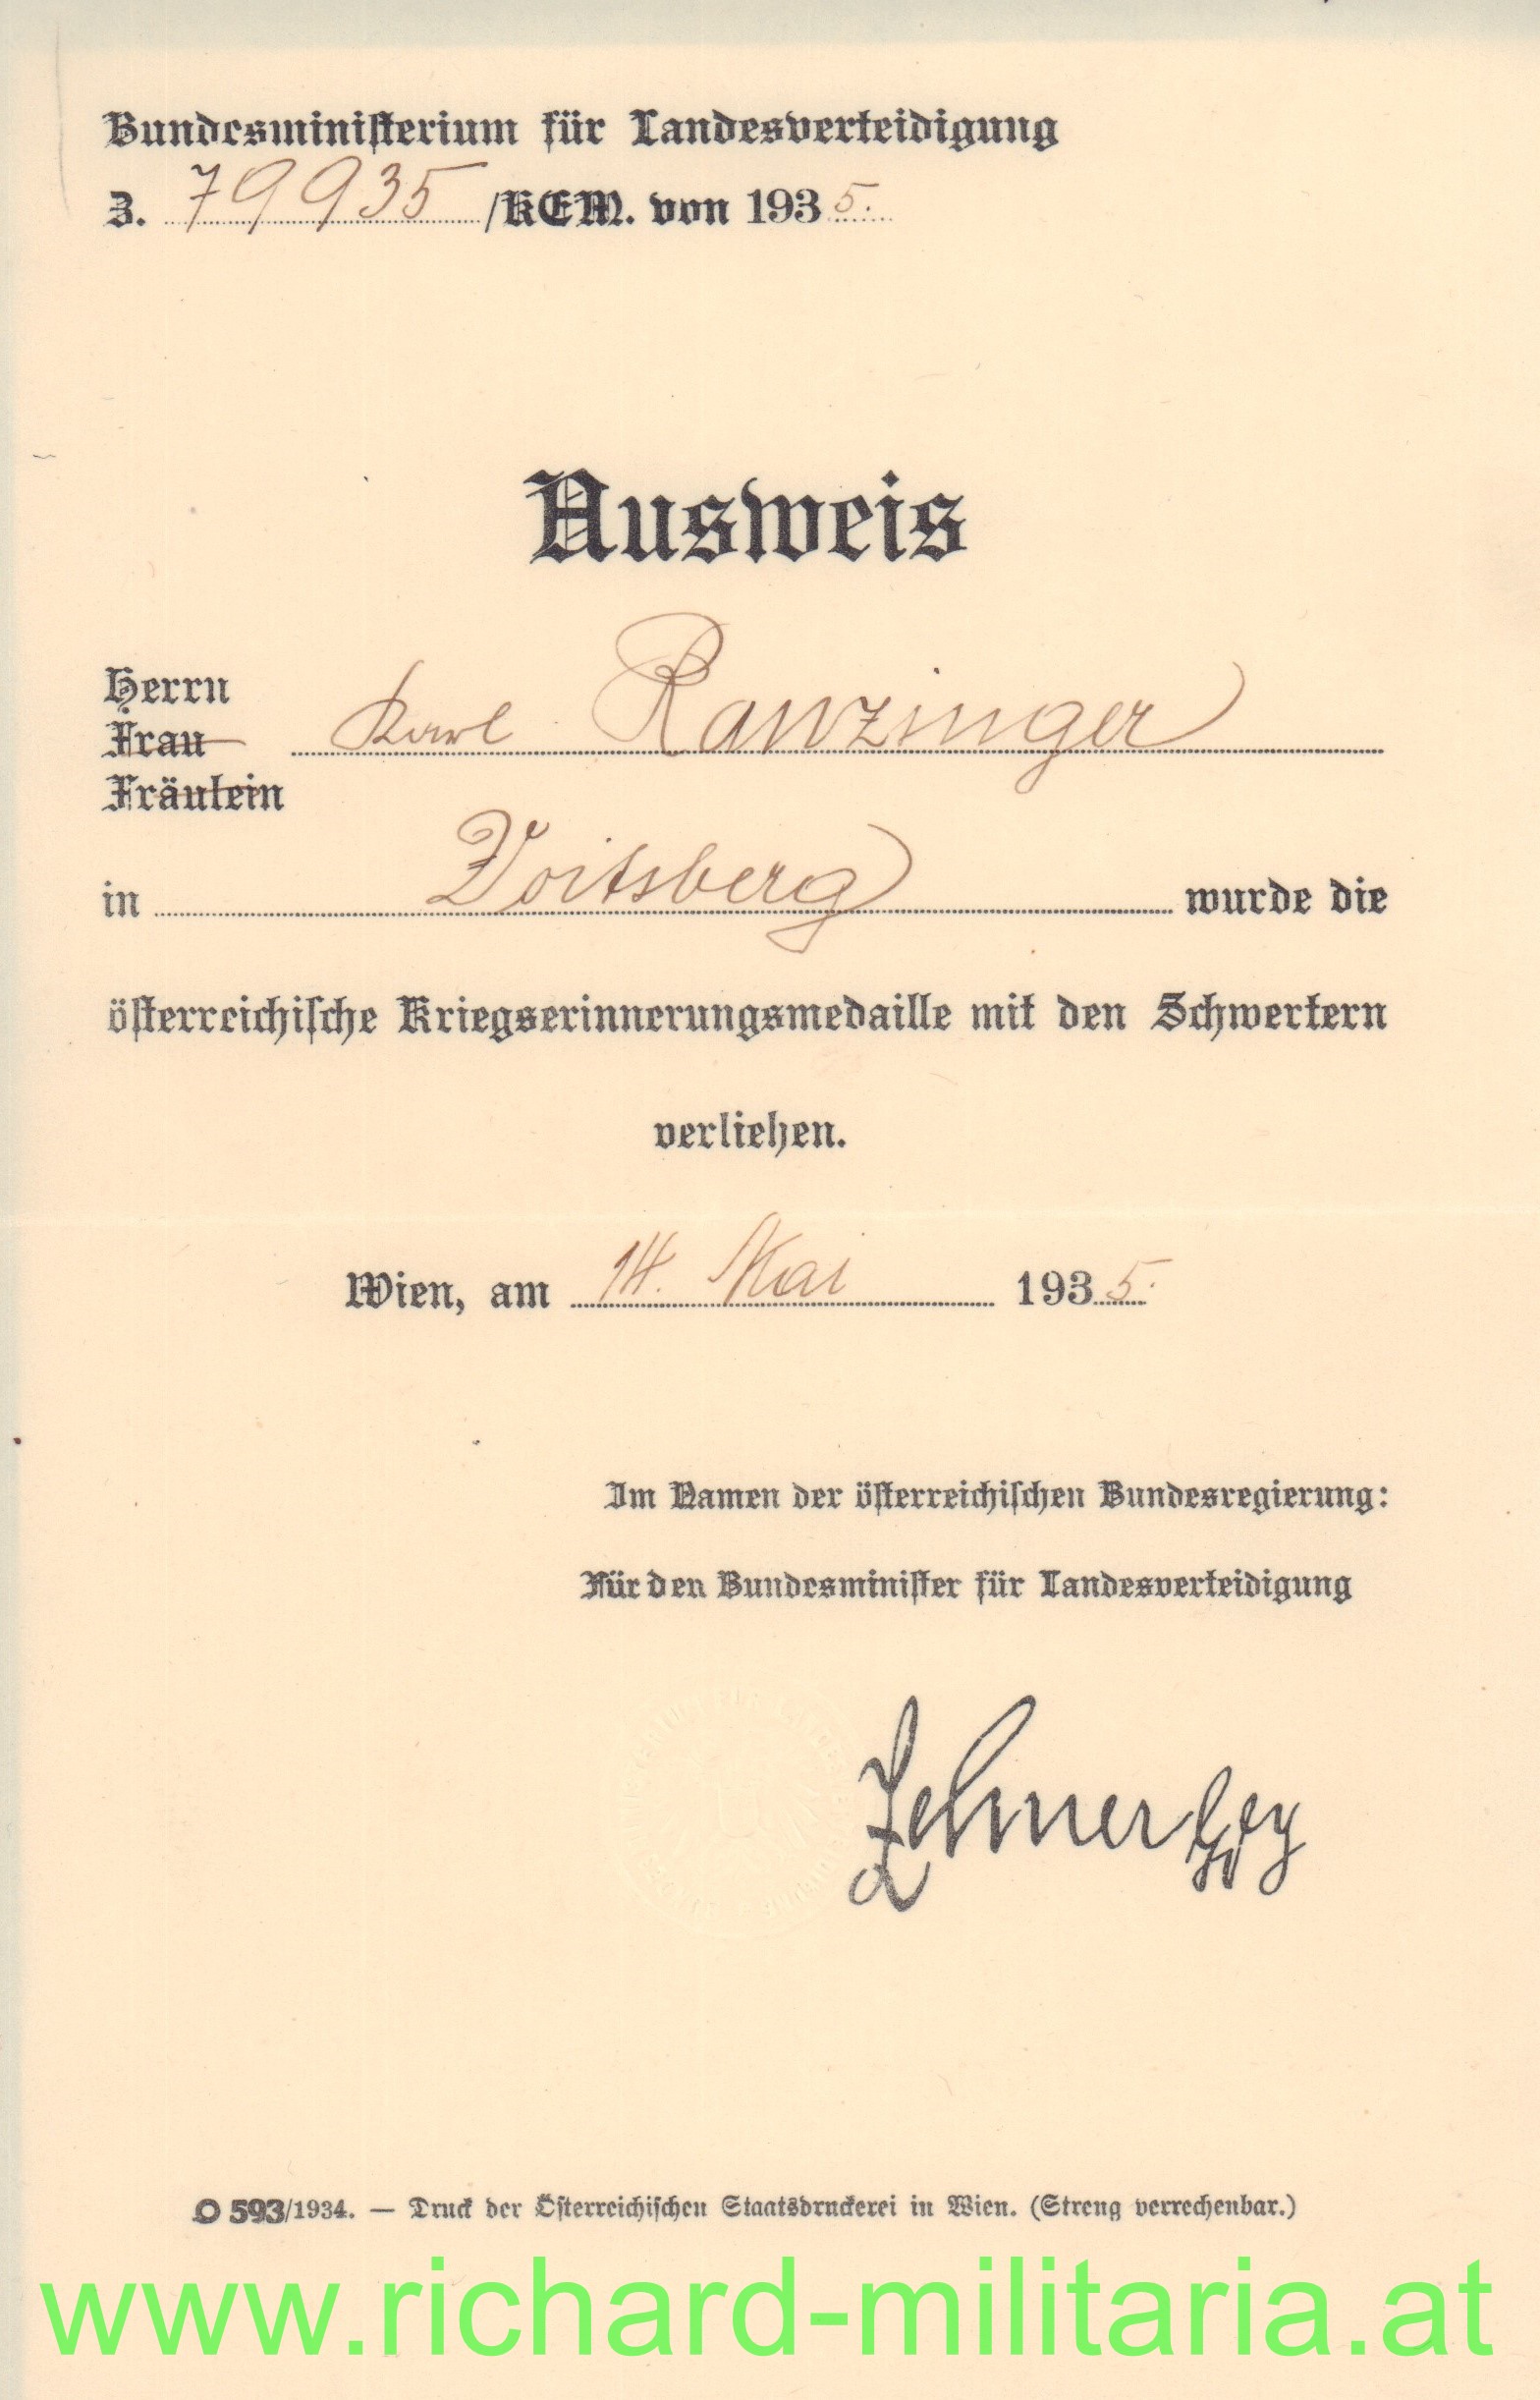 Bundesministerium für Landesverteidigung
Z. 79935 /KEM. von 1935.
Ausweis
Herrn
Frau Karl Ranzinger
Fräulein
in Voitsberg wurde die
österreichische Kriegserinnerungsmedaille mit den Schwertern
verliehen.
Wien, am 14. Mai 1935.
Im Namen der österreichischen Bundesregierung:
Für den Bundesminister für Landesverteidigung
O 593/1934. — Druck der Österreichischen Staatsdruckerei in Wien. (Streng verrechenbar.)
www.richard-militaria.at